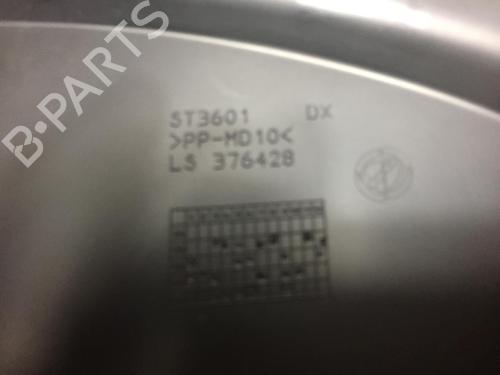 B-PARTS
ST3601 DX
>PP-MD10<
LS 376428